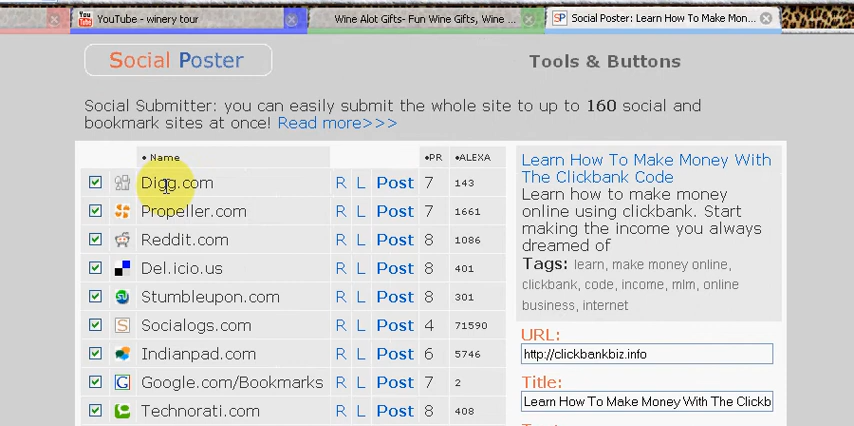 YouTube - winery tour
Wine Alot Gifts- Fun Wine Gifts, Wine ...
Social Poster: Learn How To Make Mon...
Social Poster
Tools & Buttons
Social Submitter: you can easily submit the whole site to up to 160 social and
bookmark sites at once! Read more>>>
• Name •PR •ALEXA
Digg.com R L Post 7 143
Propeller.com R L Post 7 1661
Reddit.com R L Post 8 1086
Del.icio.us R L Post 8 401
Stumbleupon.com R L Post 8 301
Socialogs.com R L Post 4 71590
Indianpad.com R L Post 6 5746
Google.com/Bookmarks R L Post 7 2
Technorati.com R L Post 8 408
Learn How To Make Money With
The Clickbank Code
Learn how to make money
online using clickbank. Start
making the income you always
dreamed of
Tags: learn, make money online,
clickbank, code, income, mlm, online
business, internet
URL:
http://clickbankbiz.info
Title:
Learn How To Make Money With The Clickb